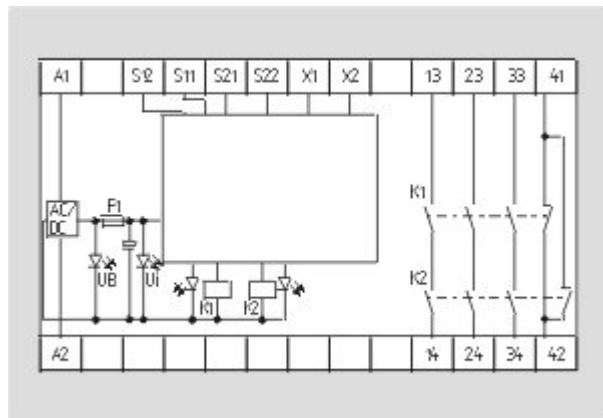 A1 S12 S11 S21 S22 X1 X2 13 23 33 41
K1
AC/
DC
F1
UB Ui
K1 K2
K2
A2 14 24 34 42